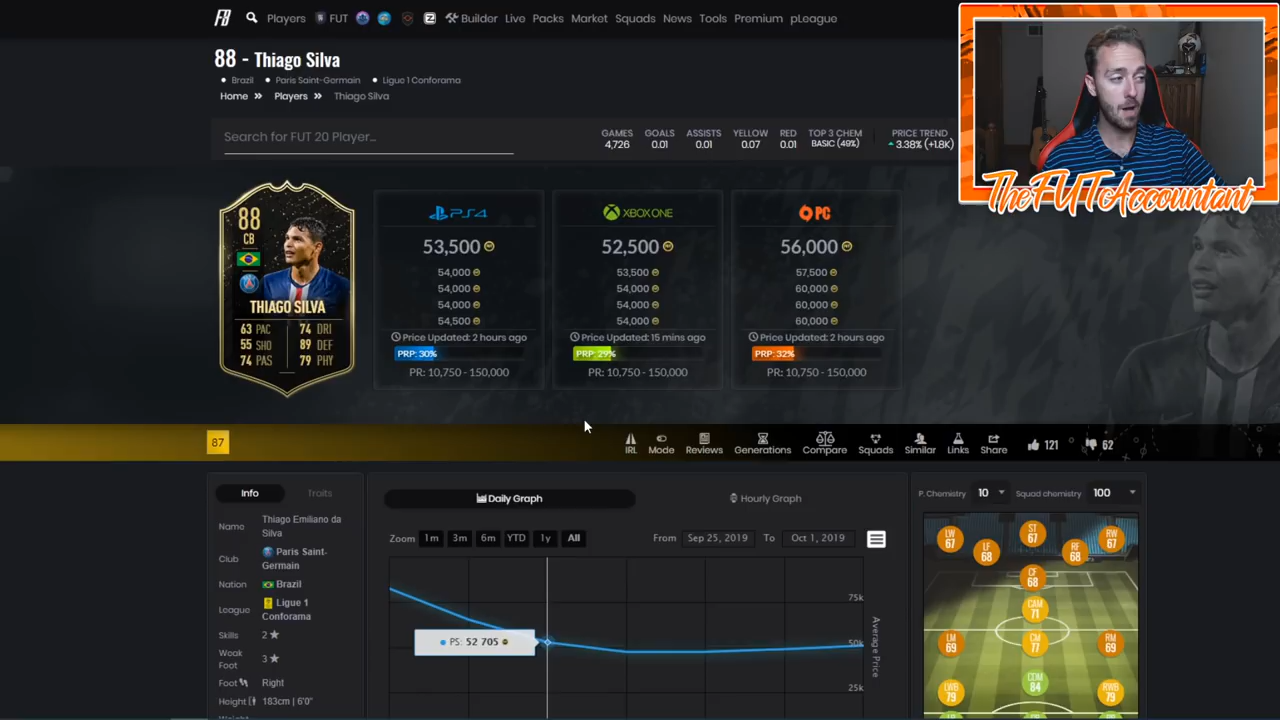 FB Players FUT Z Builder Live Packs Market Squads News Tools Premium pLeague
88 - Thiago Silva
Brazil Paris Saint-Germain Ligue 1 Conforama
Home » Players » Thiago Silva
Search for FUT 20 Player...
GAMES GOALS ASSISTS YELLOW RED TOP 3 CHEM PRICE TREND
4,726 0.01 0.01 0.07 0.01 BASIC (49%) 3.38% (+1.8K)
TheFUTAccountant
88
CB
THIAGO SILVA
63 PAC 74 DRI
55 SHO 89 DEF
74 PAS 79 PHY
PS4
53,500
54,000
54,000
54,000
54,500
Price Updated: 2 hours ago
PRP: 30%
PR: 10,750 - 150,000
XBOX ONE
52,500
53,500
54,000
54,000
54,000
Price Updated: 15 mins ago
PRP: 29%
PR: 10,750 - 150,000
PC
56,000
57,500
60,000
60,000
60,000
Price Updated: 2 hours ago
PRP: 32%
PR: 10,750 - 150,000
87
IRL Mode Reviews Generations Compare Squads Similar Links Share 121 62
Info Traits
Name Thiago Emiliano da
Silva
Club Paris Saint-
Germain
Nation Brazil
League Ligue 1
Conforama
Skills 2
Weak
Foot 3
Foot Right
Height 183cm | 6'0"
Weight
Daily Graph Hourly Graph
Zoom 1m 3m 6m YTD 1y All From Sep 25, 2019 To Oct 1, 2019
75k
50k
25k
Average Price
PS: 52 705
P. Chemistry 10 Squad chemistry 100
LW
67
ST
67
RW
67
LF
68
RF
68
CF
68
CAM
71
LM
69
CM
77
RM
69
CDM
84
LWB
79
RWB
79